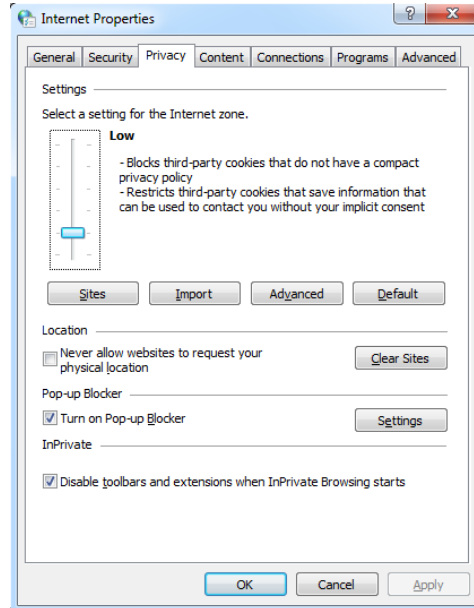 Internet Properties
General Security Privacy Content Connections Programs Advanced
Settings
Select a setting for the Internet zone.
Low
- Blocks third-party cookies that do not have a compact
privacy policy
- Restricts third-party cookies that save information that
can be used to contact you without your implicit consent
Sites Import Advanced Default
Location
Never allow websites to request your
physical location
Clear Sites
Pop-up Blocker
Turn on Pop-up Blocker
Settings
InPrivate
Disable toolbars and extensions when InPrivate Browsing starts
OK Cancel Apply